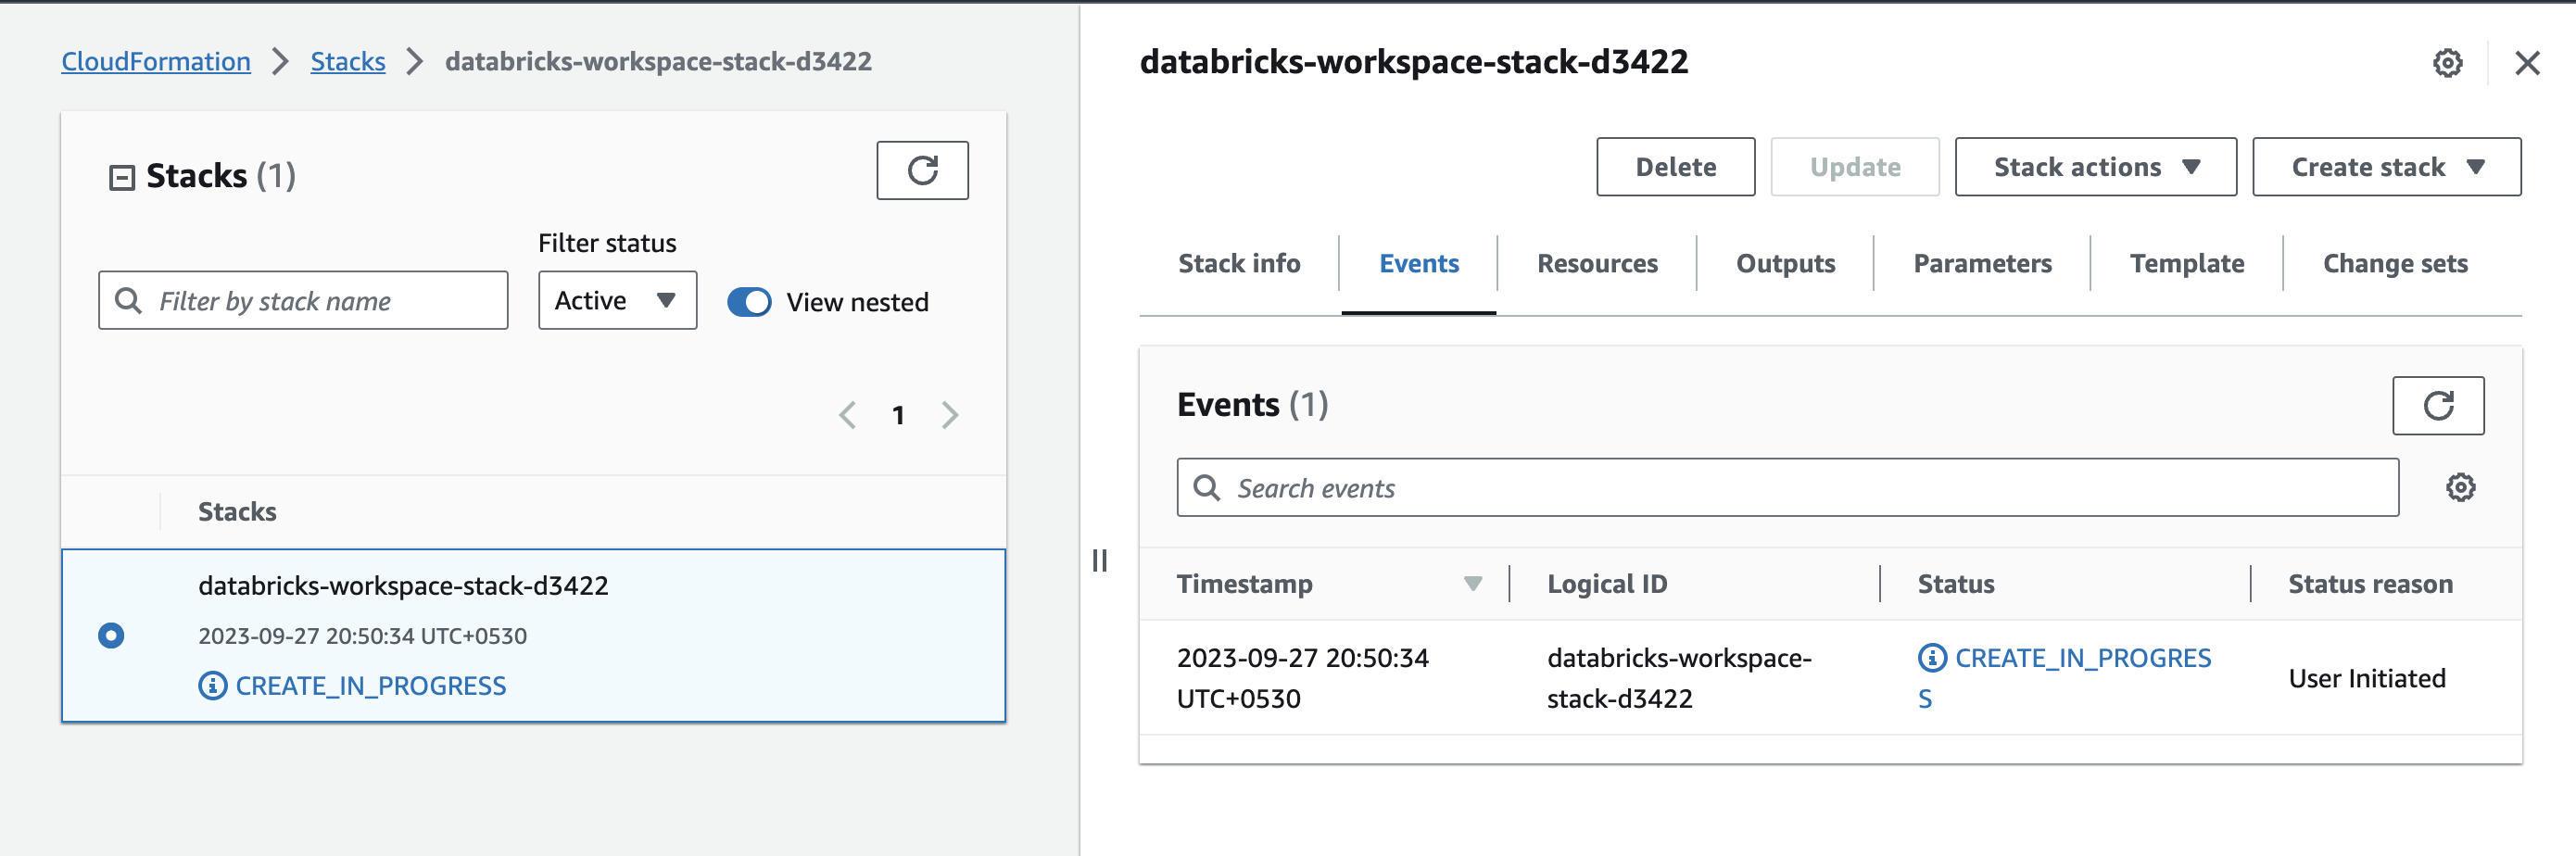 CloudFormation > Stacks > databricks-workspace-stack-d3422
Stacks (1)
Filter status
Filter by stack name
Active
View nested
1
Stacks
databricks-workspace-stack-d3422
2023-09-27 20:50:34 UTC+0530
CREATE_IN_PROGRESS
databricks-workspace-stack-d3422
Delete
Update
Stack actions
Create stack
Stack info
Events
Resources
Outputs
Parameters
Template
Change sets
Events (1)
Search events
Timestamp
Logical ID
Status
Status reason
2023-09-27 20:50:34
UTC+0530
databricks-workspace-
stack-d3422
CREATE_IN_PROGRES
S
User Initiated